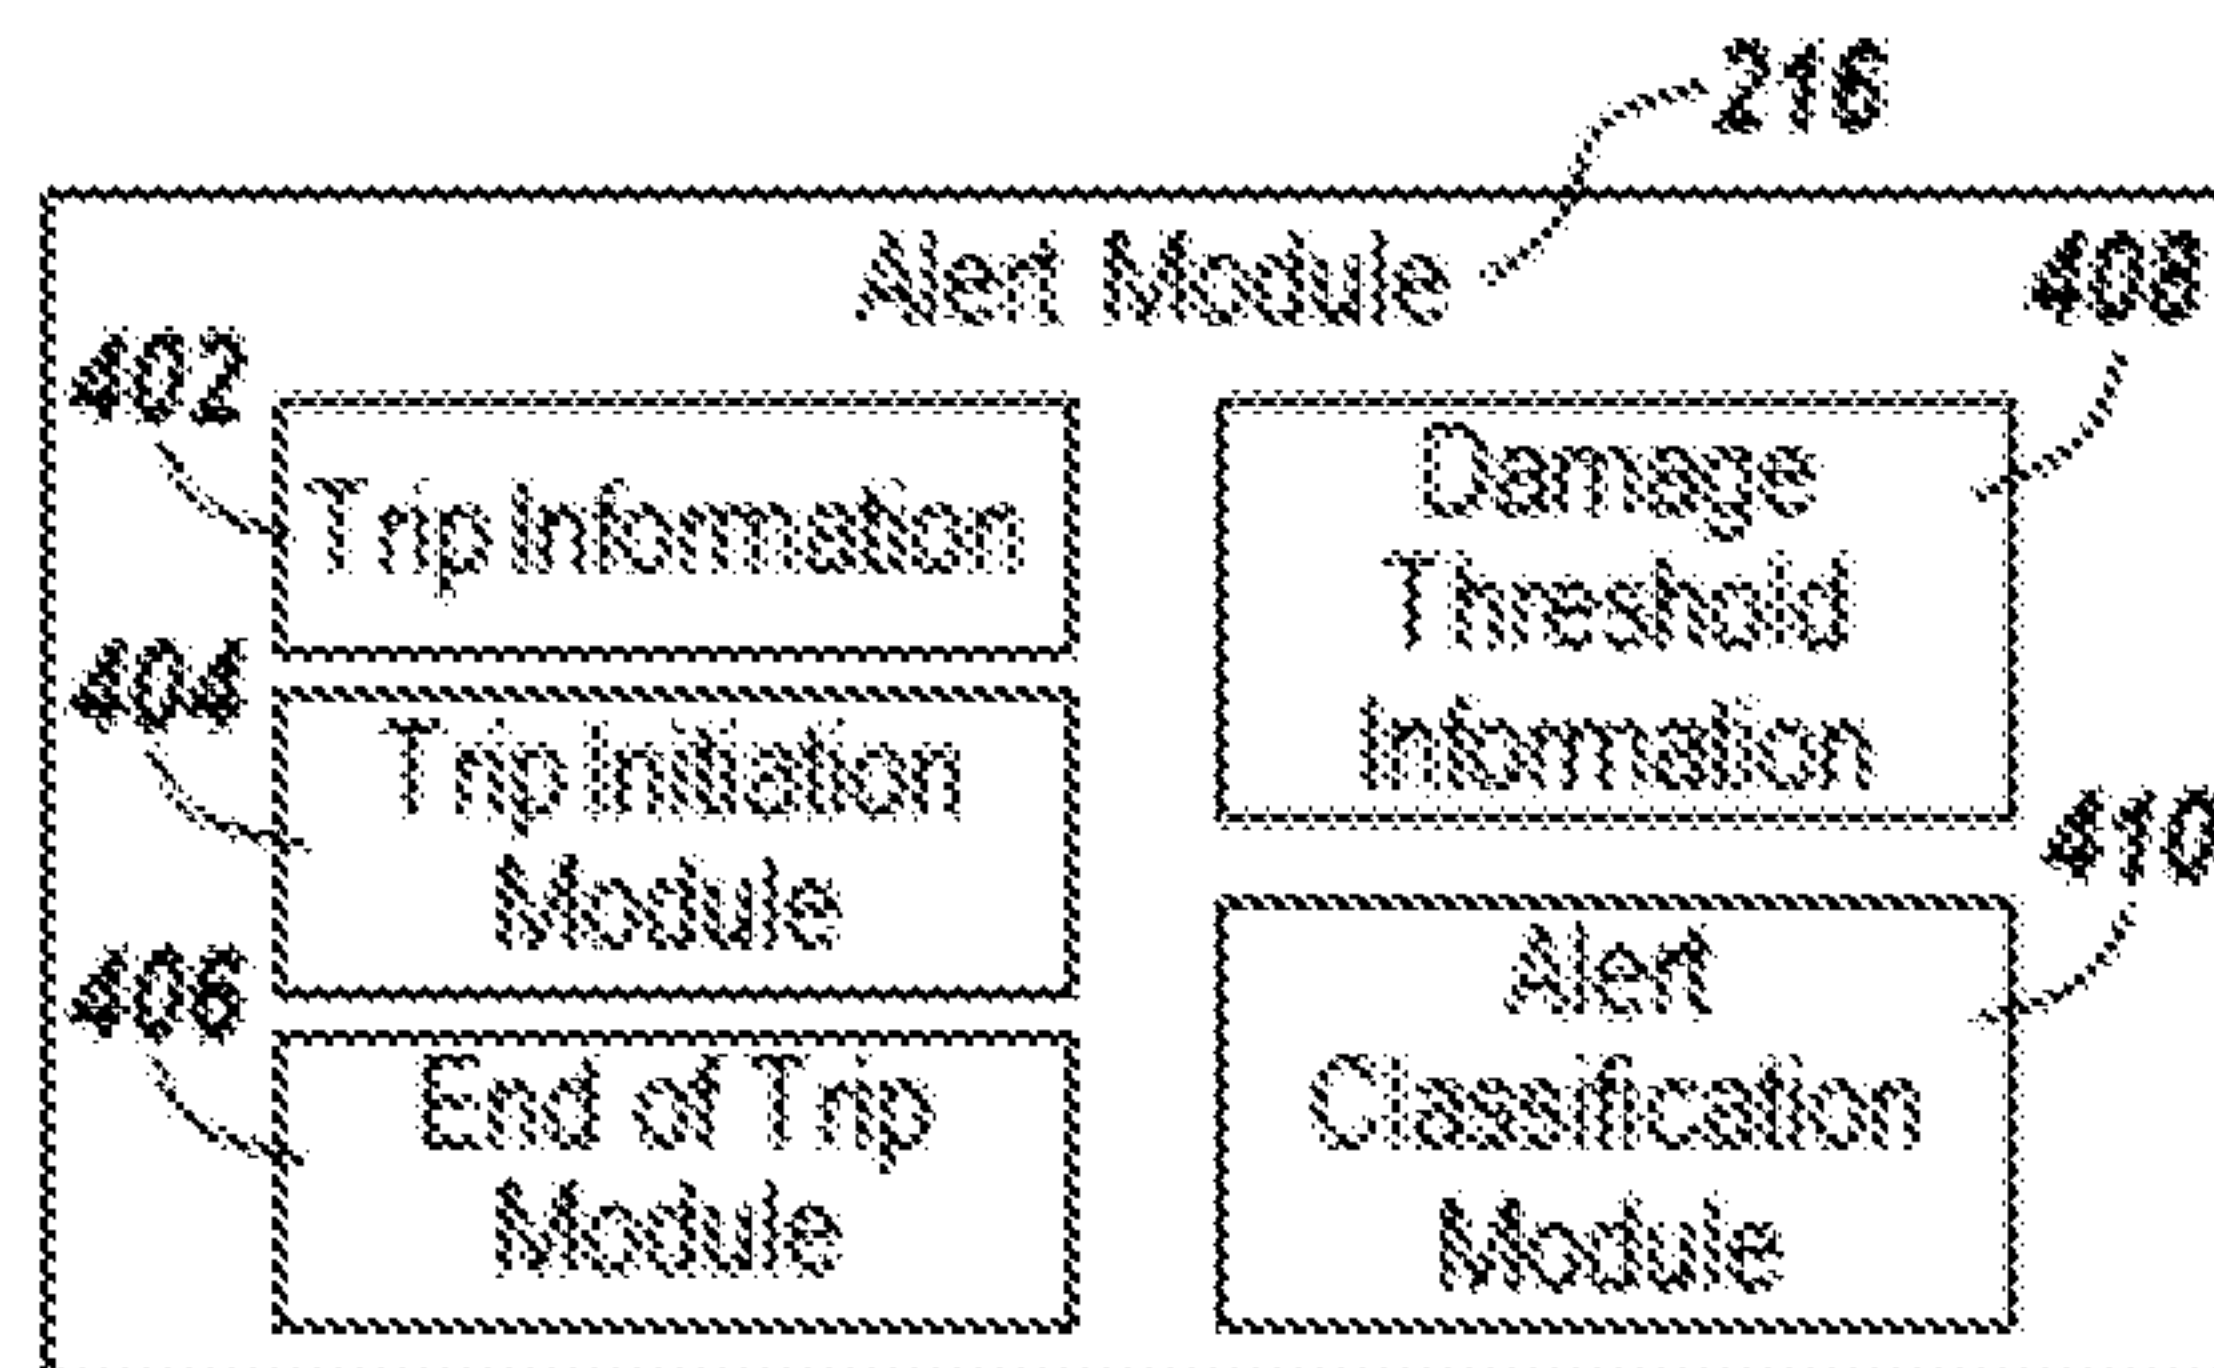 216
Alert Module
402
Trip Information
404
Trip Initiation
Module
406
End of Trip
Module
408
Damage
Threshold
Information
410
Alert
Classification
Module